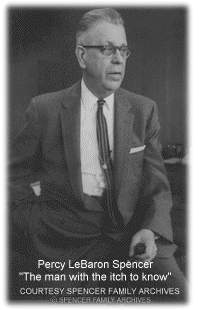 Percy LeBaron Spencer
"The man with the itch to know"
COURTESY SPENCER FAMILY ARCHIVES
© SPENCER FAMILY ARCHIVES